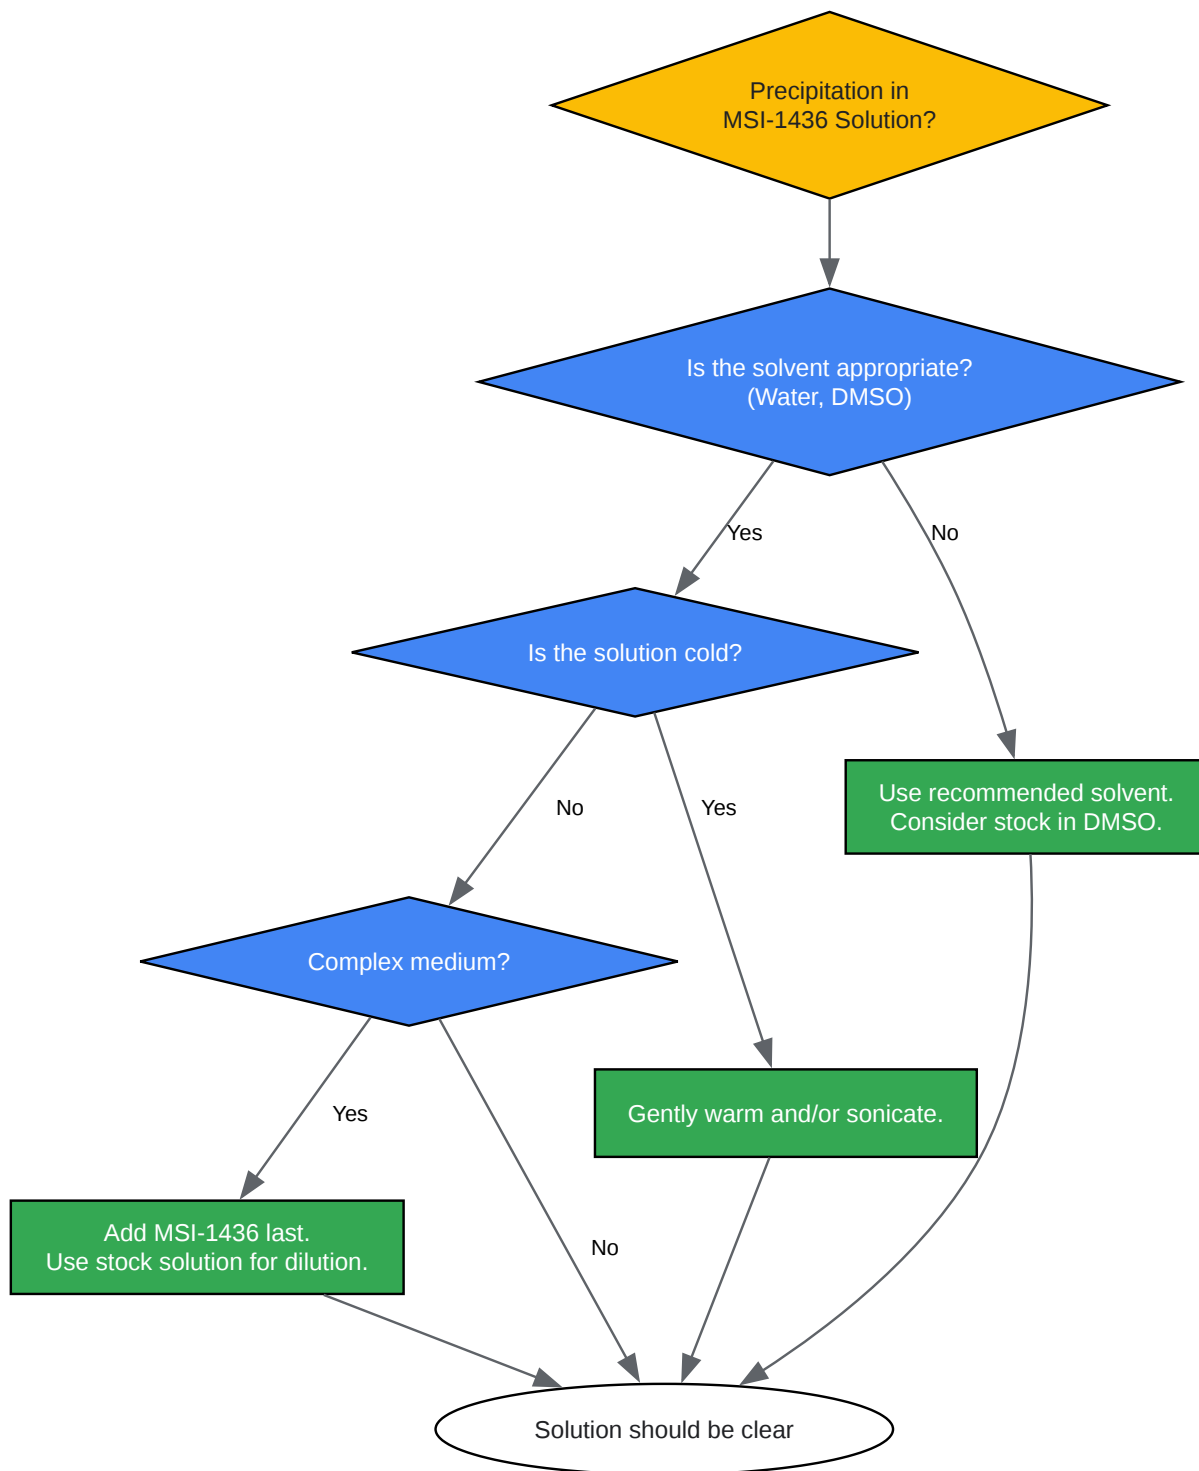 Precipitation in
MSI-1436 Solution?
Is the solvent appropriate?
(Water, DMSO)
Yes
No
Is the solution cold?
No
Yes
Use recommended solvent.
Consider stock in DMSO.
Complex medium?
Yes
Gently warm and/or sonicate.
Add MSI-1436 last.
Use stock solution for dilution.
No
Solution should be clear